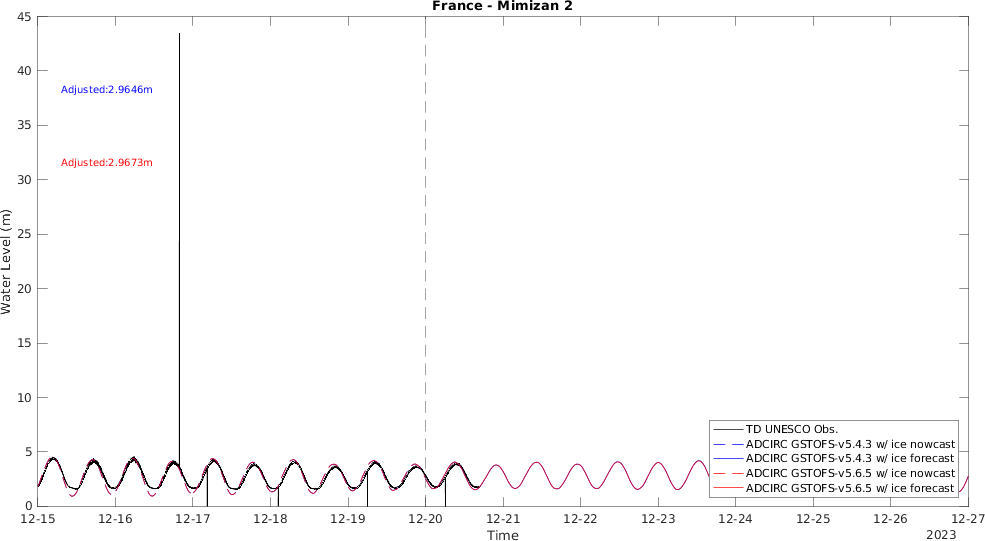 France - Mimizan 2
45
40
35
30
25
20
15
10
5
0
Water Level (m)
Adjusted:2.9646m
Adjusted:2.9673m
TD UNESCO Obs.
ADCIRC GSTOFS-v5.4.3 w/ ice nowcast
ADCIRC GSTOFS-v5.4.3 w/ ice forecast
ADCIRC GSTOFS-v5.6.5 w/ ice nowcast
ADCIRC GSTOFS-v5.6.5 w/ ice forecast
12-15 12-16 12-17 12-18 12-19 12-20 12-21 12-22 12-23 12-24 12-25 12-26 12-27
Time
2023